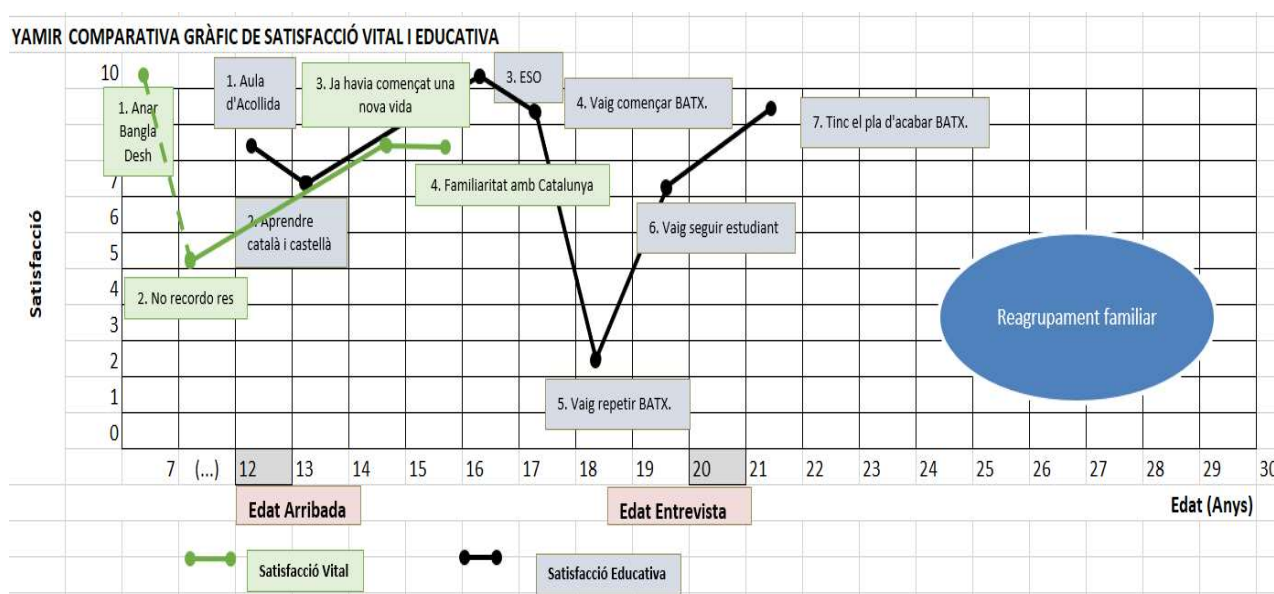 YAMIR COMPARATIVA GRÀFIC DE SATISFACCIÓ VITAL I EDUCATIVA
10
1. Anar
Bangla
Desh
1. Aula
d'Acollida
3. Ja havia començat una
nova vida
3. ESO
4. Vaig començar BATX.
7. Tinc el pla d'acabar BATX.
4. Familiaritat amb Catalunya
7
6
5
4
3
2
1
0
2. Aprendre
català i castellà
6. Vaig seguir estudiant
2. No recordo res
Reagrupament familiar
5. Vaig repetir BATX.
Satisfacció
7 (...) 12 13 14 15 16 17 18 19 20 21 22 23 24 25 26 27 28 29 30
Edat Arribada
Edat Entrevista
Edat (Anys)
Satisfacció Vital
Satisfacció Educativa